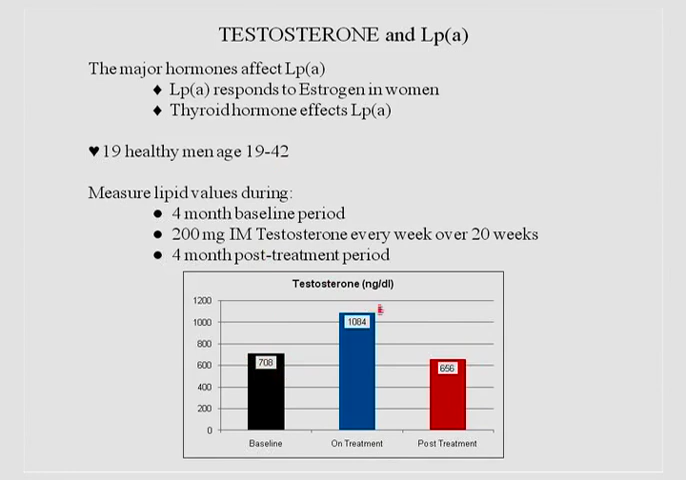 TESTOSTERONE and Lp(a)
The major hormones affect Lp(a)
♦ Lp(a) responds to Estrogen in women
♦ Thyroid hormone effects Lp(a)
♥ 19 healthy men age 19-42
Measure lipid values during:
● 4 month baseline period
● 200 mg IM Testosterone every week over 20 weeks
● 4 month post-treatment period
Testosterone (ng/dl)
1200
1000
800
600
400
200
0
708
1084
656
Baseline On Treatment Post Treatment